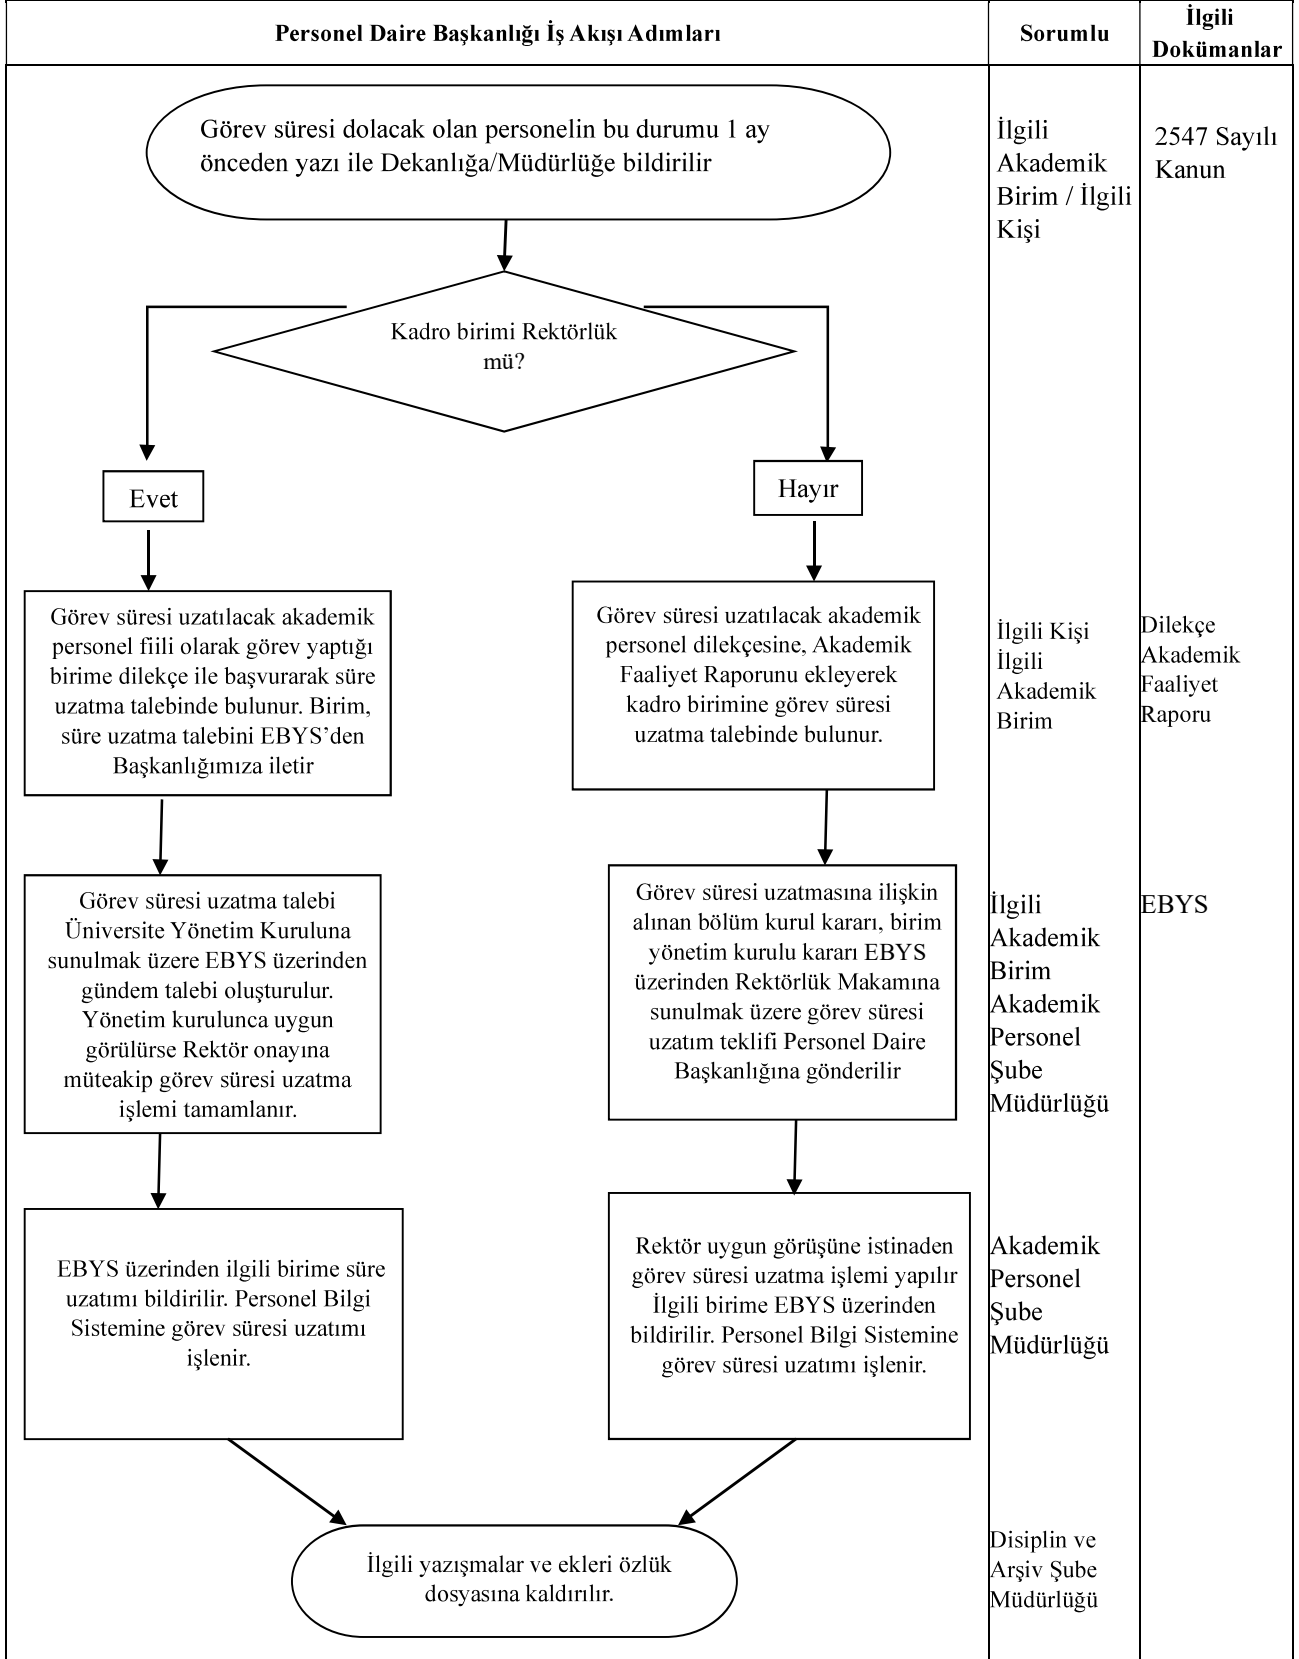 Personel Daire Başkanlığı İş Akışı Adımları
Sorumlu
İlgili
Dokümanlar
Görev süresi dolacak olan personelin bu durumu 1 ay
önceden yazı ile Dekanlığa/Müdürlüğe bildirilir
İlgili
Akademik
Birim / İlgili
Kişi
2547 Sayılı
Kanun
Kadro birimi Rektörlük
mü?
Evet
Hayır
Görev süresi uzatılacak akademik
personel fiili olarak görev yaptığı
birime dilekçe ile başvurarak süre
uzatma talebinde bulunur. Birim,
süre uzatma talebini EBYS’den
Başkanlığımıza iletir
Görev süresi uzatılacak akademik
personel dilekçesine, Akademik
Faaliyet Raporunu ekleyerek
kadro birimine görev süresi
uzatma talebinde bulunur.
İlgili Kişi
İlgili
Akademik
Birim
Dilekçe
Akademik
Faaliyet
Raporu
Görev süresi uzatma talebi
Üniversite Yönetim Kuruluna
sunulmak üzere EBYS üzerinden
gündem talebi oluşturulur.
Yönetim kurulunca uygun
görülürse Rektör onayına
müteakip görev süresi uzatma
işlemi tamamlanır.
Görev süresi uzatmasına ilişkin
alınan bölüm kurul kararı, birim
yönetim kurulu kararı EBYS
üzerinden Rektörlük Makamına
sunulmak üzere görev süresi
uzatım teklifi Personel Daire
Başkanlığına gönderilir
İlgili
Akademik
Birim
Akademik
Personel
Şube
Müdürlüğü
EBYS
EBYS üzerinden ilgili birime süre
uzatımı bildirilir. Personel Bilgi
Sistemine görev süresi uzatımı
işlenir.
Rektör uygun görüşüne istinaden
görev süresi uzatma işlemi yapılır
İlgili birime EBYS üzerinden
bildirilir. Personel Bilgi Sistemine
görev süresi uzatımı işlenir.
Akademik
Personel
Şube
Müdürlüğü
İlgili yazışmalar ve ekleri özlük
dosyasına kaldırılır.
Disiplin ve
Arşiv Şube
Müdürlüğü